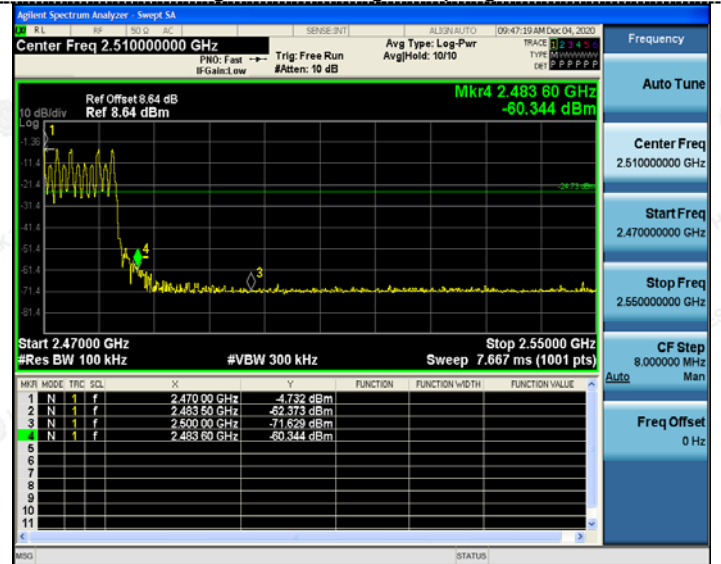 Agilent Spectrum Analyzer - Swept SA
RL RF 50 Ω AC SENSE:INT ALIGNAUTO 09:47:19 AM Dec 04, 2020
Center Freq 2.510000000 GHz
PNO: Fast
IFGain:Low
Trig: Free Run
#Atten: 10 dB
Avg Type: Log-Pwr
Avg|Hold: 10/10
TRACE 1 2 3 4 5 6
TYPE MWWWWW
DET P P P P P P
Frequency
Auto Tune
Center Freq
2.510000000 GHz
Start Freq
2.470000000 GHz
Stop Freq
2.550000000 GHz
CF Step
8.000000 MHz
Auto Man
Freq Offset
0 Hz
Mkr4 2.483 60 GHz
-60.344 dBm
Ref Offset 8.64 dB
10 dB/div Ref 8.64 dBm
Log
-1.36
-11.4
-21.4
-31.4
-41.4
-51.4
-61.4
-71.4
-81.4
1
4
3
-24.73 dBm
Start 2.47000 GHz Stop 2.55000 GHz
#Res BW 100 kHz #VBW 300 kHz Sweep 7.667 ms (1001 pts)
MKR MODE TRC SCL X Y FUNCTION FUNCTION WIDTH FUNCTION VALUE
1 N 1 f 2.470 00 GHz -4.732 dBm
2 N 1 f 2.483 50 GHz -62.373 dBm
3 N 1 f 2.500 00 GHz -71.629 dBm
4 N 1 f 2.483 60 GHz -60.344 dBm
5
6
7
8
9
10
11
MSG STATUS